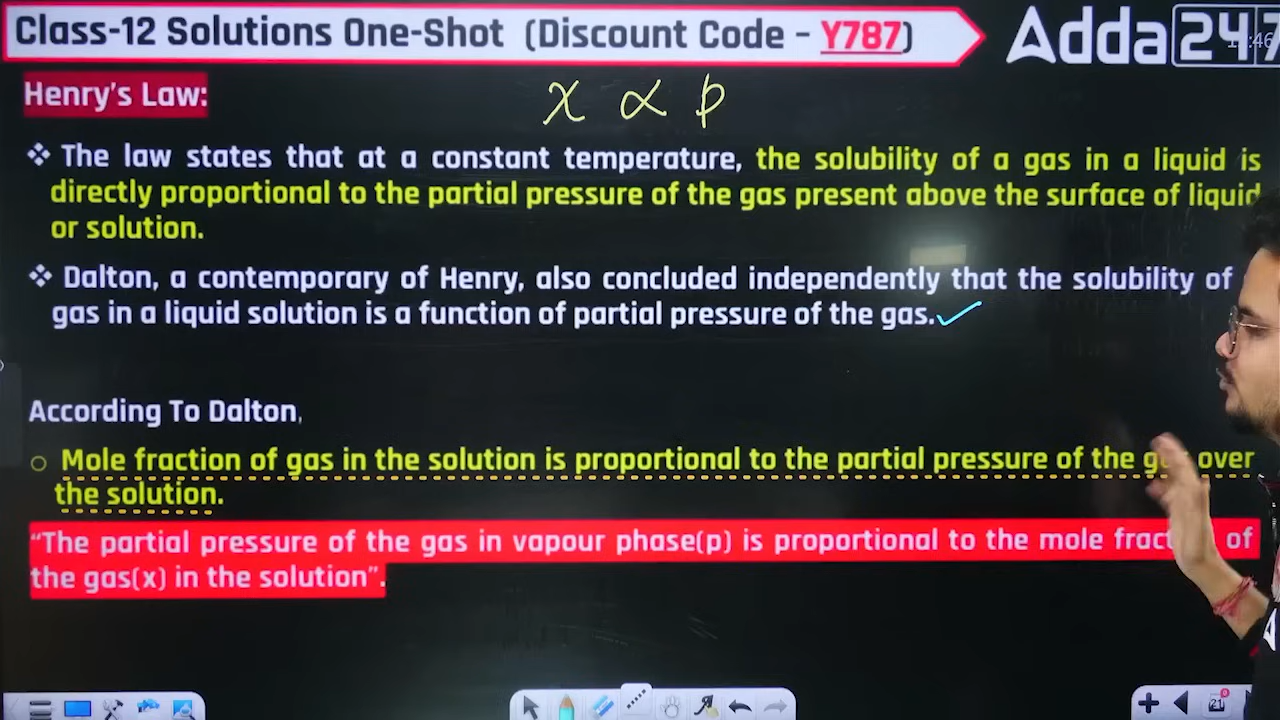 Class-12 Solutions One-Shot (Discount Code – Y787)
Adda 247
:46
Henry's Law:
x ∝ p
The law states that at a constant temperature, the solubility of a gas in a liquid is
directly proportional to the partial pressure of the gas present above the surface of liquid
or solution.
Dalton, a contemporary of Henry, also concluded independently that the solubility of
gas in a liquid solution is a function of partial pressure of the gas.
According To Dalton,
Mole fraction of gas in the solution is proportional to the partial pressure of the over
the solution.
"The partial pressure of the gas in vapour phase(p) is proportional to the mole of
the gas(x) in the solution".
21